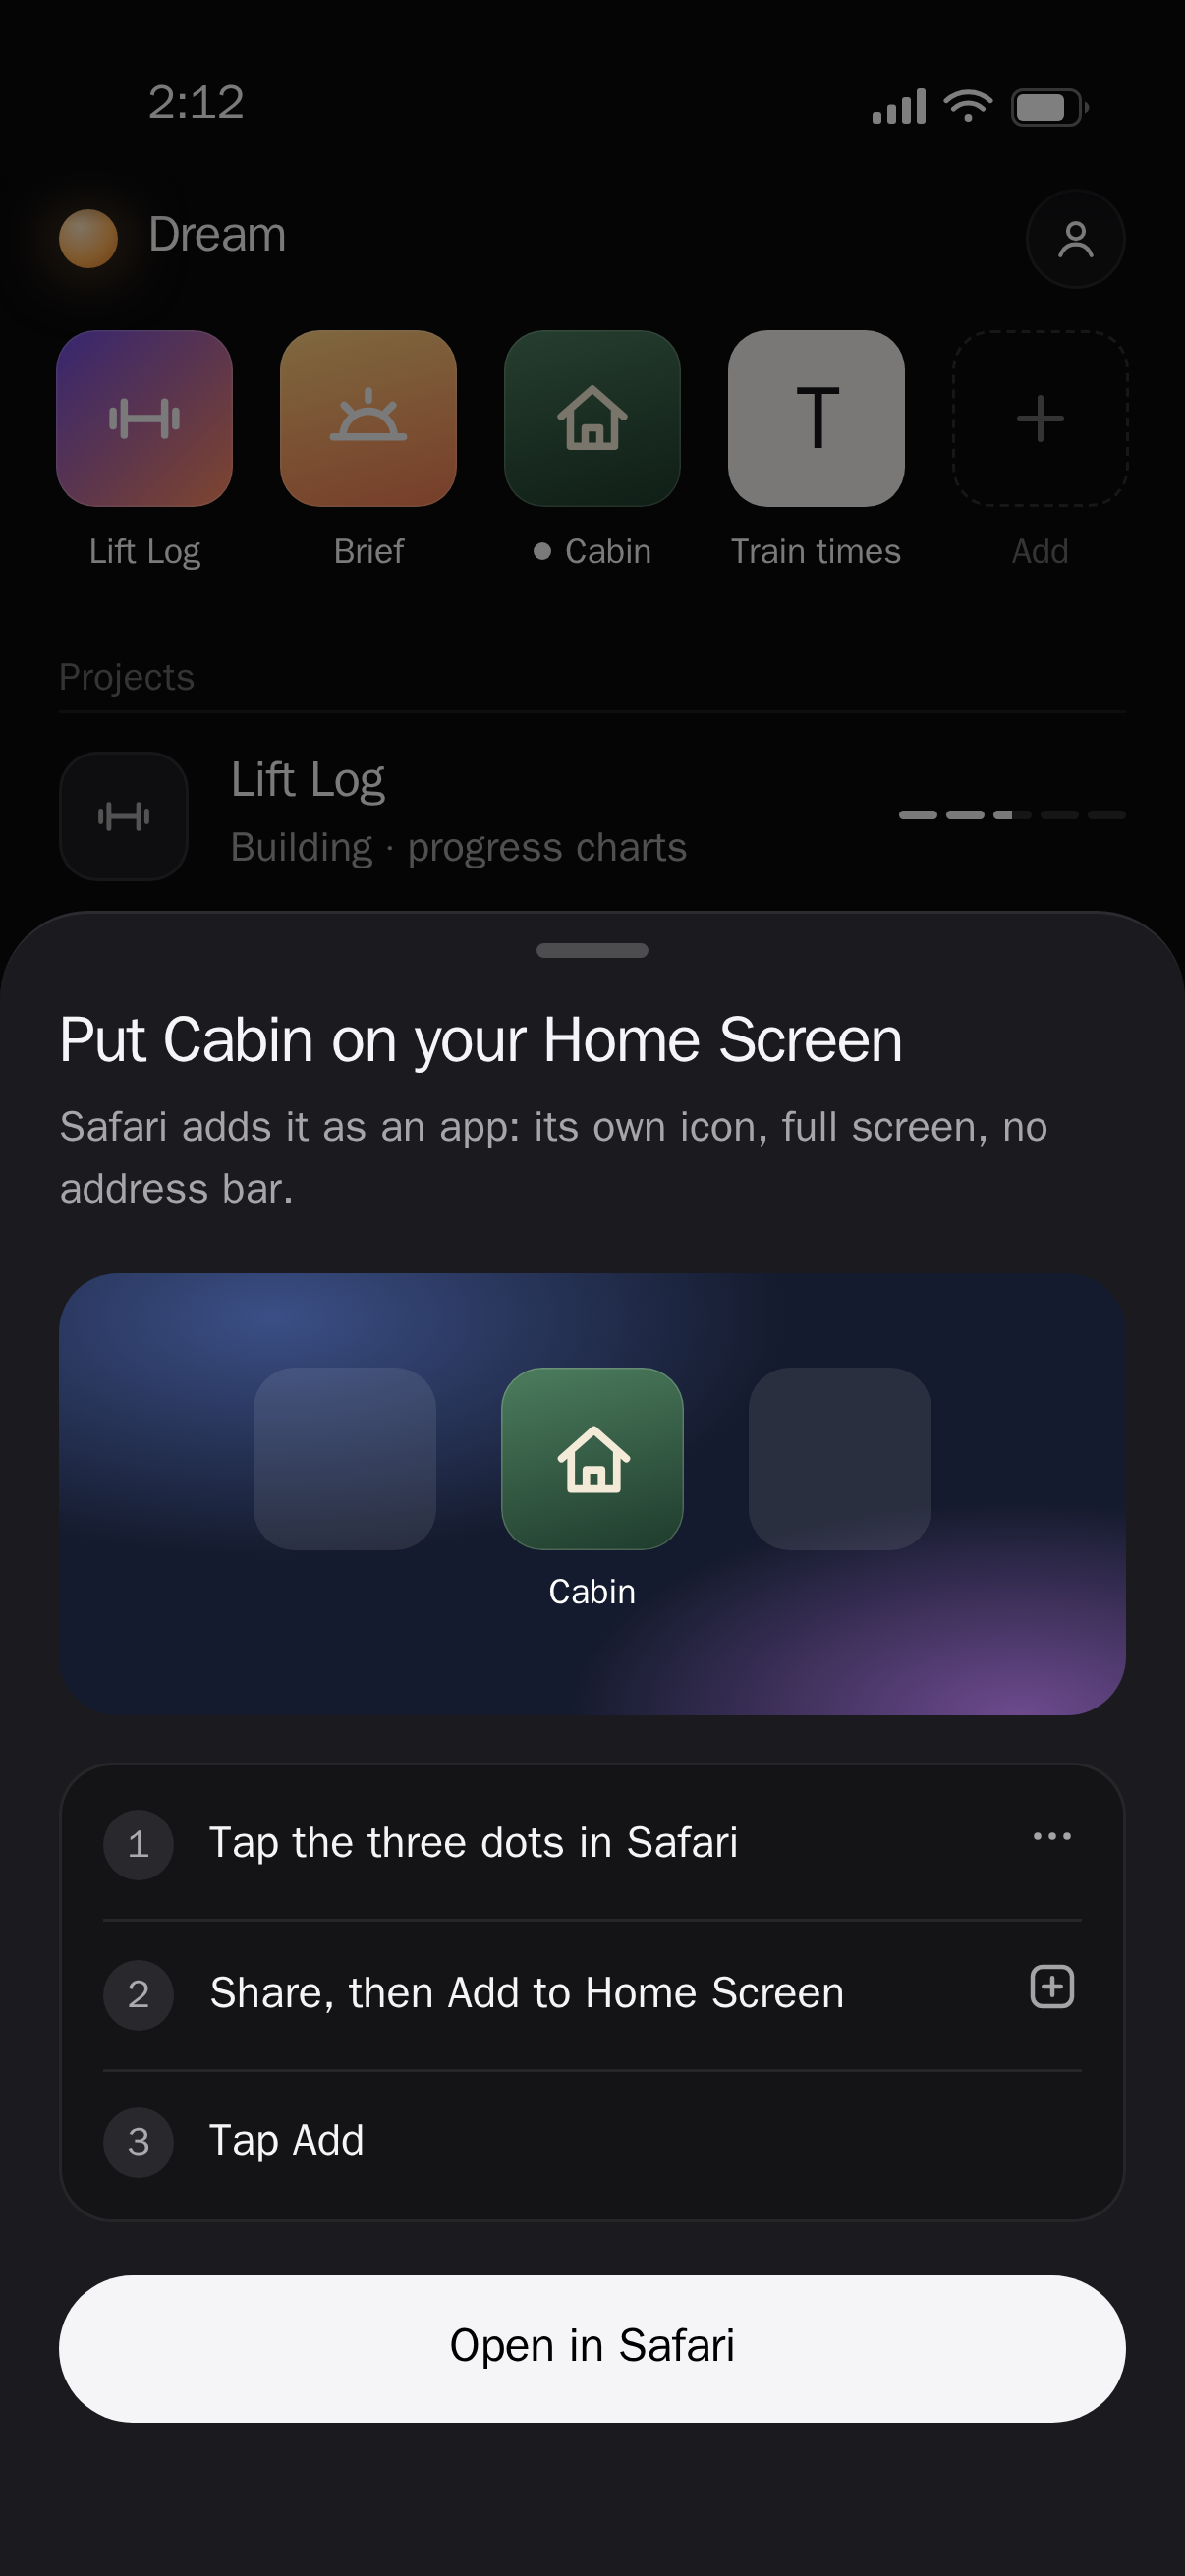 2:12
Dream
T
Lift Log
Brief
Cabin
Train times
Add
Projects
Lift Log
Building · progress charts
Put Cabin on your Home Screen
Safari adds it as an app: its own icon, full screen, no
address bar.
Cabin
1 Tap the three dots in Safari
2 Share, then Add to Home Screen
3 Tap Add
Open in Safari